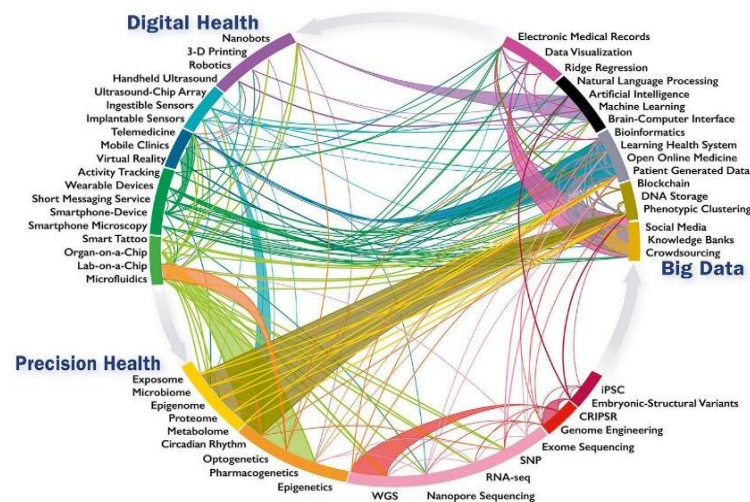 Digital Health
Nanobots
3-D Printing
Robotics
Handheld Ultrasound
Ultrasound-Chip Array
Ingestible Sensors
Implantable Sensors
Telemedicine
Mobile Clinics
Virtual Reality
Activity Tracking
Wearable Devices
Short Messaging Service
Smartphone-Device
Smartphone Microscopy
Smart Tattoo
Organ-on-a-Chip
Lab-on-a-Chip
Microfluidics
Electronic Medical Records
Data Visualization
Ridge Regression
Natural Language Processing
Artificial Intelligence
Machine Learning
Brain-Computer Interface
Bioinformatics
Learning Health System
Open Online Medicine
Patient Generated Data
Blockchain
DNA Storage
Phenotypic Clustering
Social Media
Knowledge Banks
Crowdsourcing
Big Data
Precision Health
Exposome
Microbiome
Epigenome
Proteome
Metabolome
Circadian Rhythm
Optogenetics
Pharmacogenetics
Epigenetics
WGS
Nanopore Sequencing
RNA-seq
SNP
Exome Sequencing
Genome Engineering
CRIPSR
Embryonic-Structural Variants
iPSC